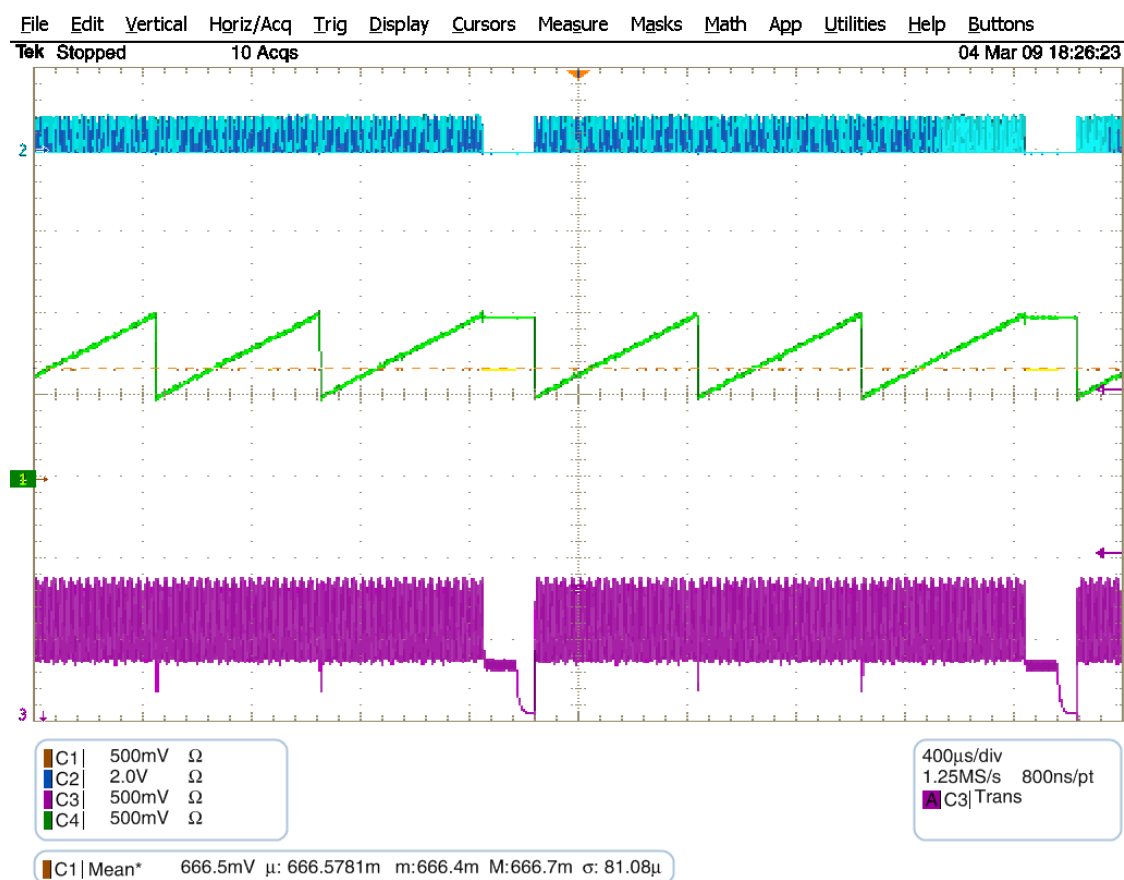 File Edit Vertical Horiz/Acq Trig Display Cursors Measure Masks Math App Utilities Help Buttons
Tek Stopped 10 Acqs 04 Mar 09 18:26:23
2
1
3
C1 500mV Ω
C2 2.0V Ω
C3 500mV Ω
C4 500mV Ω
400µs/div
1.25MS/s 800ns/pt
A C3 Trans
C1 Mean* 666.5mV µ: 666.5781m m:666.4m M:666.7m σ: 81.08µ